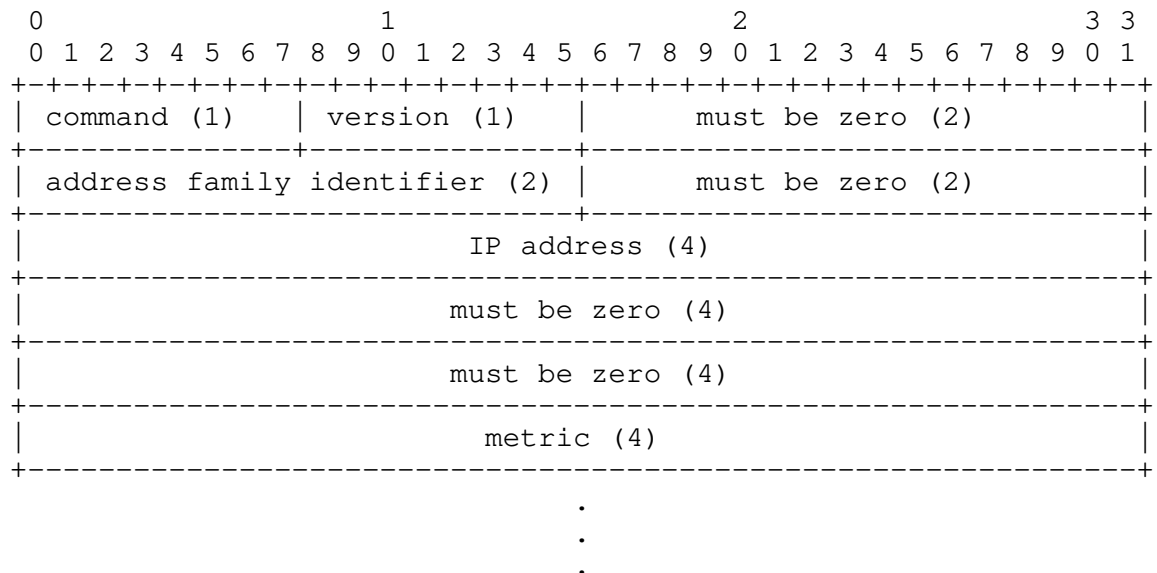 0                   1                   2                   3 3
0 1 2 3 4 5 6 7 8 9 0 1 2 3 4 5 6 7 8 9 0 1 2 3 4 5 6 7 8 9 0 1
+-+-+-+-+-+-+-+-+-+-+-+-+-+-+-+-+-+-+-+-+-+-+-+-+-+-+-+-+-+-+-+-+
| command (1)   | version (1)   |      must be zero (2)         |
+---------------+---------------+-------------------------------+
| address family identifier (2) |      must be zero (2)         |
+-------------------------------+-------------------------------+
|                         IP address (4)                        |
+---------------------------------------------------------------+
|                        must be zero (4)                       |
+---------------------------------------------------------------+
|                        must be zero (4)                       |
+---------------------------------------------------------------+
|                          metric (4)                           |
+---------------------------------------------------------------+
.
.
.